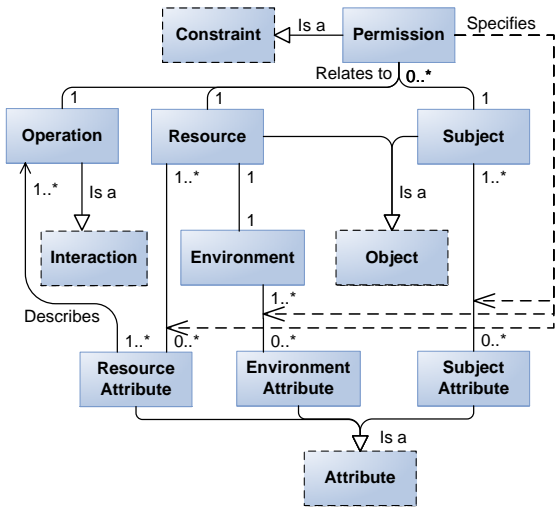 Specifies
Constraint
Is a
Permission
Relates to
0..*
1
1
1
Operation
Resource
Subject
1..*
Is a
1..*
1
Is a
1..*
1
Interaction
Environment
Object
1..*
Describes
1..*
0..*
0..*
0..*
Resource
Attribute
Environment
Attribute
Subject
Attribute
Is a
Attribute